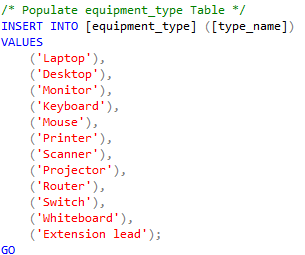 /* Populate equipment_type Table */
INSERT INTO [equipment_type] ([type_name])
VALUES
    ('Laptop'),
    ('Desktop'),
    ('Monitor'),
    ('Keyboard'),
    ('Mouse'),
    ('Printer'),
    ('Scanner'),
    ('Projector'),
    ('Router'),
    ('Switch'),
    ('Whiteboard'),
    ('Extension lead');
GO